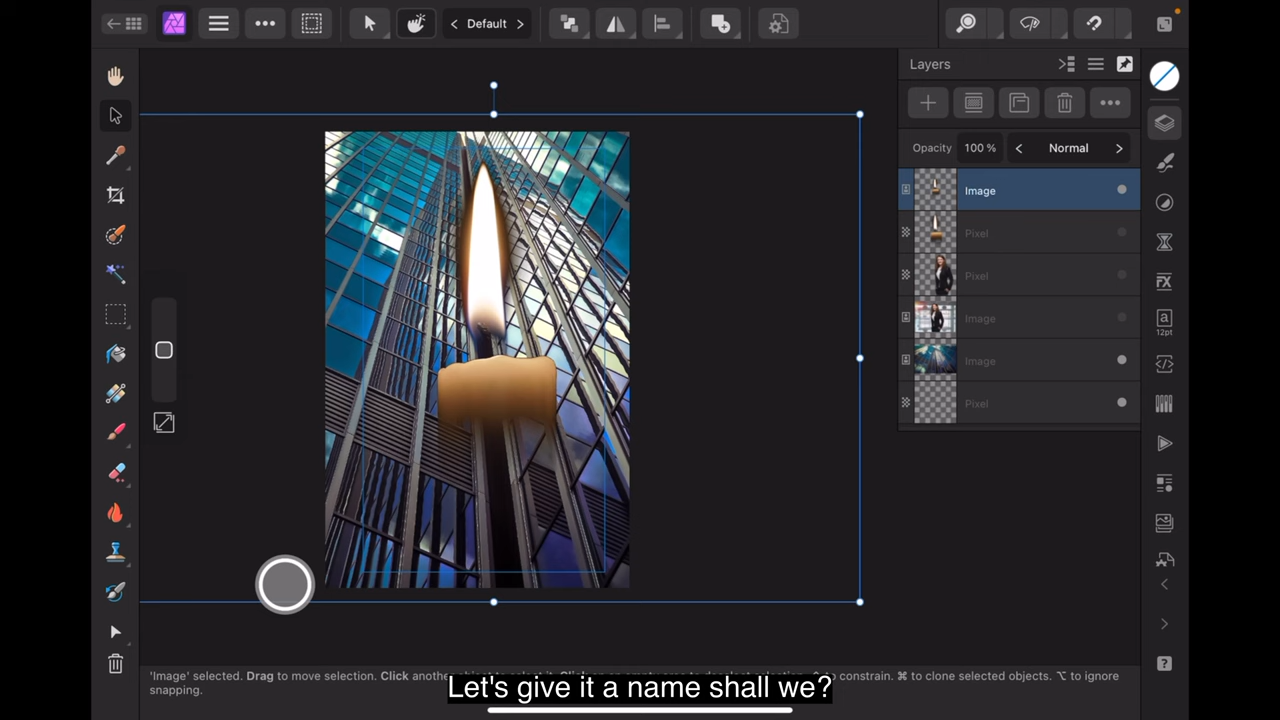 Default
Layers
Opacity 100 % Normal
Image
Pixel
Pixel
Image
Image
Pixel
12pt
'Image' selected. Drag to move selection. Click anoth
o constrain. ⌘ to clone selected objects. ⌥ to ignore
snapping.
Let's give it a name shall we?